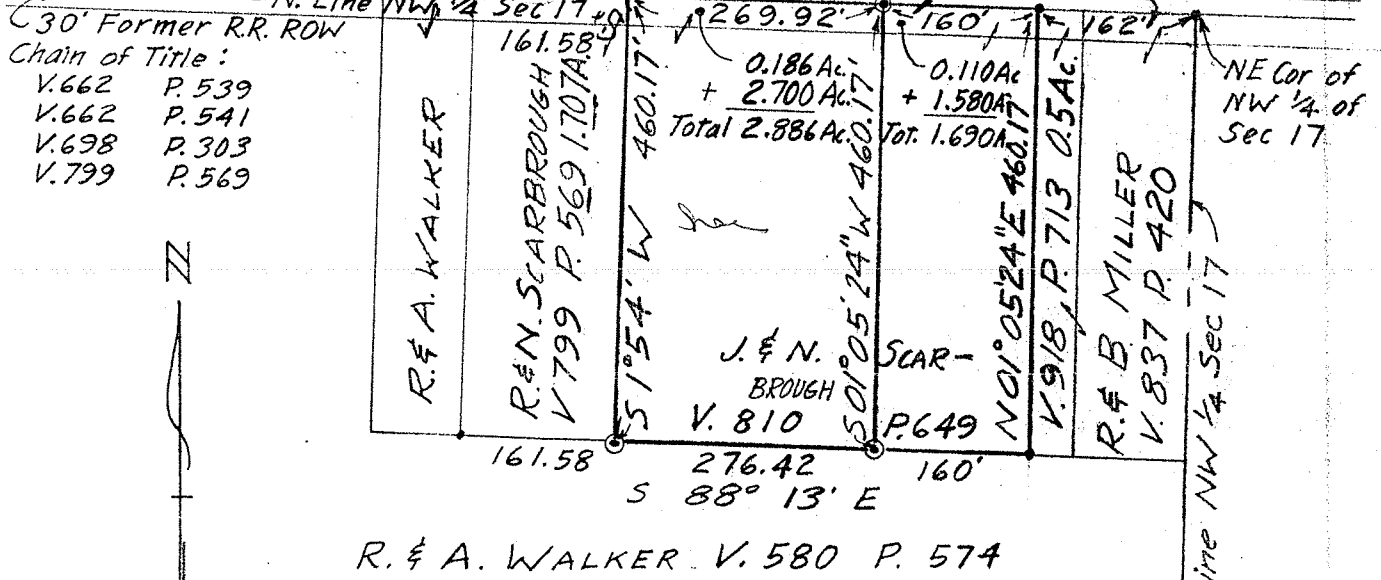 N. Line NW 1/4 Sec 17
30' Former R.R. ROW
Chain of Title :
V.662 P. 539
V.662 P. 541
V.698 P. 303
V.799 P. 569
R. & A. WALKER
161.58
R. & N. SCARBROUGH
V 799 P. 569 1.707A.
S 1° 54' W 460.17'
269.92'
0.186 Ac.
+ 2.700 Ac.
Total 2.886 Ac.
S 01° 05' 24" W 460.17'
160'
0.110 Ac
+ 1.580A
Tot. 1.690A
N 01° 05' 24" E 460.17
162'
V. 918, P. 713 0.5 Ac.
R. & B. MILLER
V. 837 P. 420
NE Cor of
NW 1/4 of
Sec 17
Line NW 1/4 Sec 17
N
J. & N. SCAR-
BROUGH
V. 810 P. 649
161.58
276.42
160'
S 88° 13' E
R. & A. WALKER V. 580 P. 574